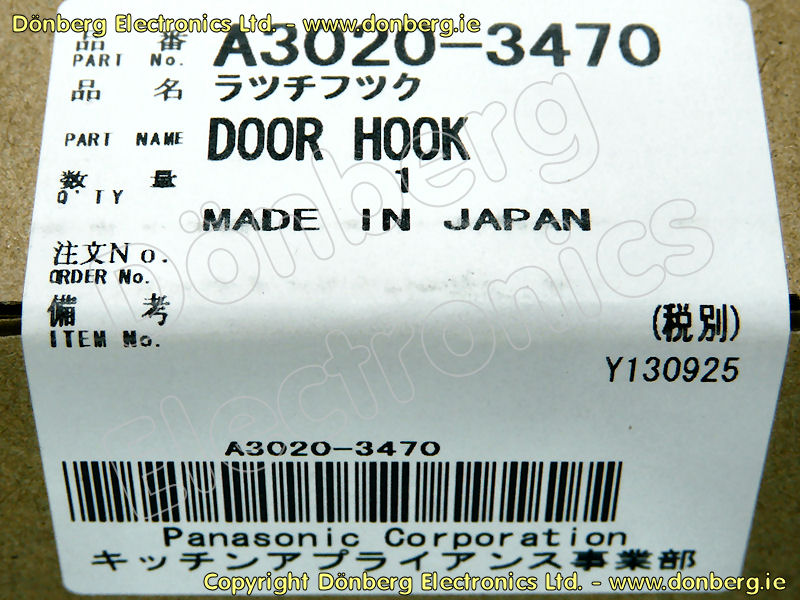 Dönberg Electronics Ltd. - www.donberg.ie
品 番 A3020-3470
PART No.
品 名 ラツチフツク
PART NAME DOOR HOOK
数 量 1
Q'TY
MADE IN JAPAN
注文No.
ORDER No.
備 考
ITEM No.
(税別)
Y130925
A3020-3470
Panasonic Corporation
キッチンアプライアンス事業部
Dönberg
Electronics
Copyright Dönberg Electronics Ltd. - www.donberg.ie